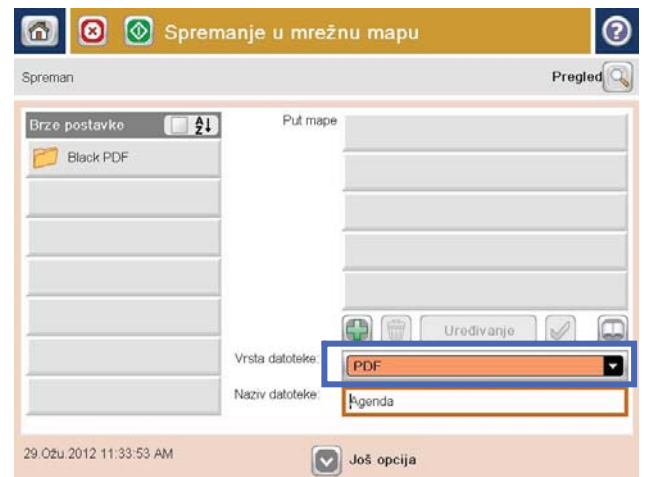 Spremanje u mrežnu mapu
Spreman
Pregled
Brze postavke
Put mape
Black PDF
Uređivanje
Vrsta datoteke:
PDF
Naziv datoteke:
Agenda
29.Ožu.2012 11:33:53 AM
Još opcija